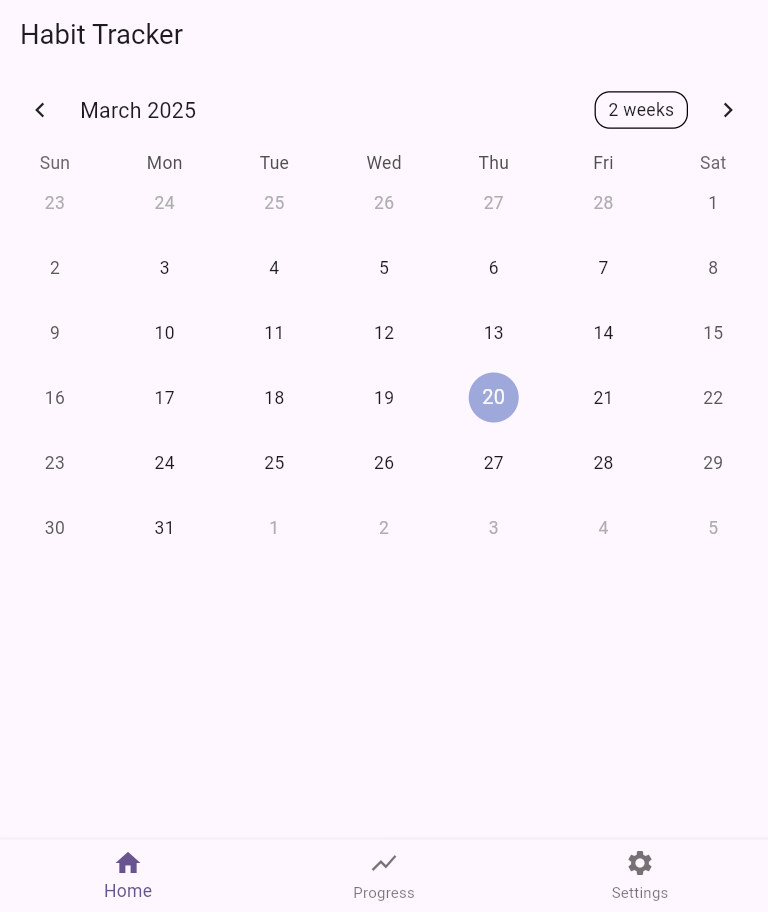 Habit Tracker
March 2025 2 weeks
Sun Mon Tue Wed Thu Fri Sat
23 24 25 26 27 28 1
2 3 4 5 6 7 8
9 10 11 12 13 14 15
16 17 18 19 20 21 22
23 24 25 26 27 28 29
30 31 1 2 3 4 5
Home Progress Settings